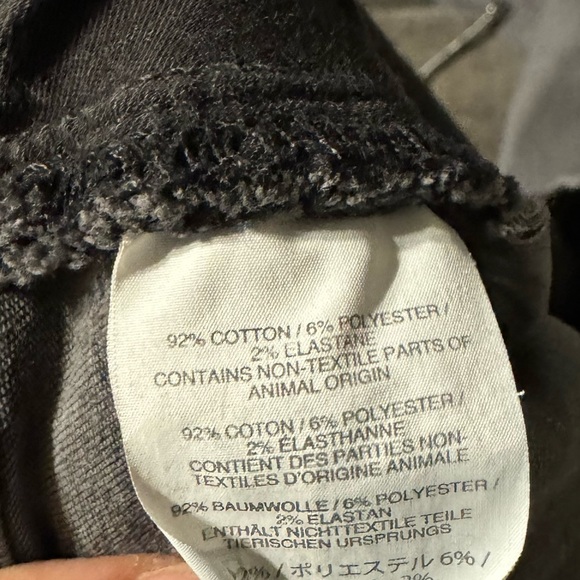 92% COTTON / 6% POLYESTER /
2% ELASTANE
CONTAINS NON-TEXTILE PARTS OF
ANIMAL ORIGIN
92% COTON / 6% POLYESTER /
2% ÉLASTHANNE
CONTIENT DES PARTIES NON-
TEXTILES D'ORIGINE ANIMALE
92% BAUMWOLLE / 6% POLYESTER /
2% ELASTAN
ENTHÄLT NICHTTEXTILE TEILE
TIERISCHEN URSPRUNGS
/ ポリエステル 6% /